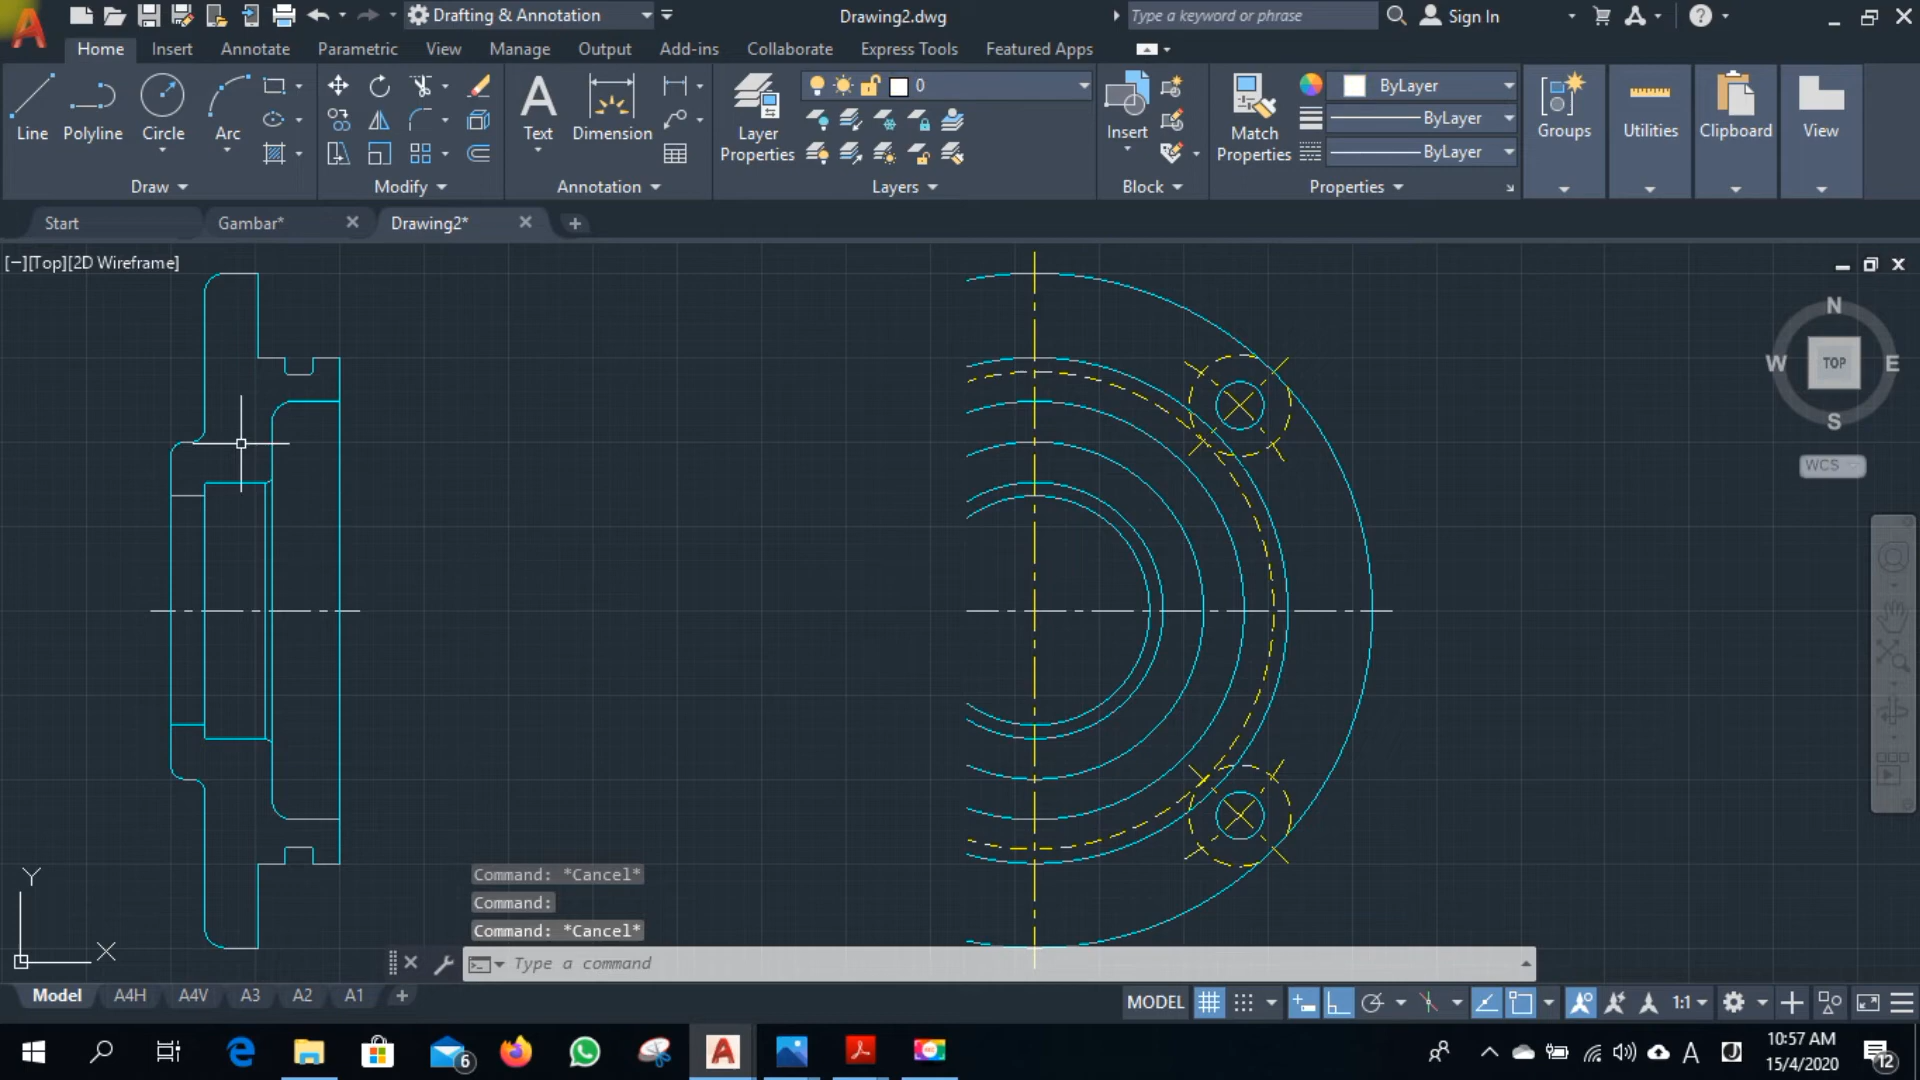 Drafting & Annotation
Drawing2.dwg
Type a keyword or phrase
Sign In
Home
Insert
Annotate
Parametric
View
Manage
Output
Add-ins
Collaborate
Express Tools
Featured Apps
Line
Polyline
Circle
Arc
Text
Dimension
Layer
Properties
0
Insert
Match
Properties
ByLayer
ByLayer
ByLayer
Groups
Utilities
Clipboard
View
Draw
Modify
Annotation
Layers
Block
Properties
Start
Gambar*
Drawing2*
[−][Top][2D Wireframe]
N
W
TOP
E
S
WCS
Y
X
Command: *Cancel*
Command:
Command: *Cancel*
Type a command
Model
A4H
A4V
A3
A2
A1
MODEL
1:1
6
10:57 AM
15/4/2020
12